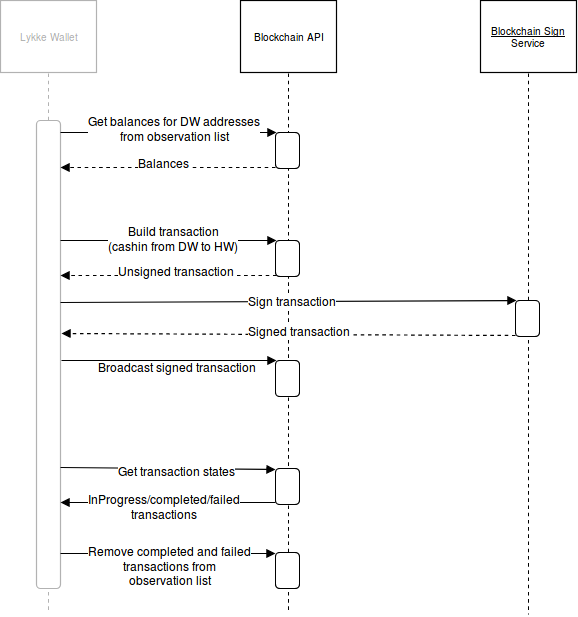 Lykke Wallet
Blockchain API
Blockchain Sign
Service
Get balances for DW addresses
from observation list
Balances
Build transaction
(cashin from DW to HW)
Unsigned transaction
Sign transaction
Signed transaction
Broadcast signed transaction
Get transaction states
InProgress/completed/failed
transactions
Remove completed and failed
transactions from
observation list